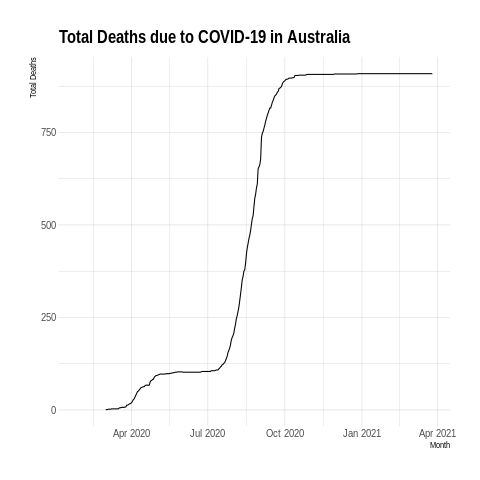 Total Deaths due to COVID-19 in Australia
Total Deaths
750
500
250
0
Apr 2020
Jul 2020
Oct 2020
Jan 2021
Apr 2021
Month